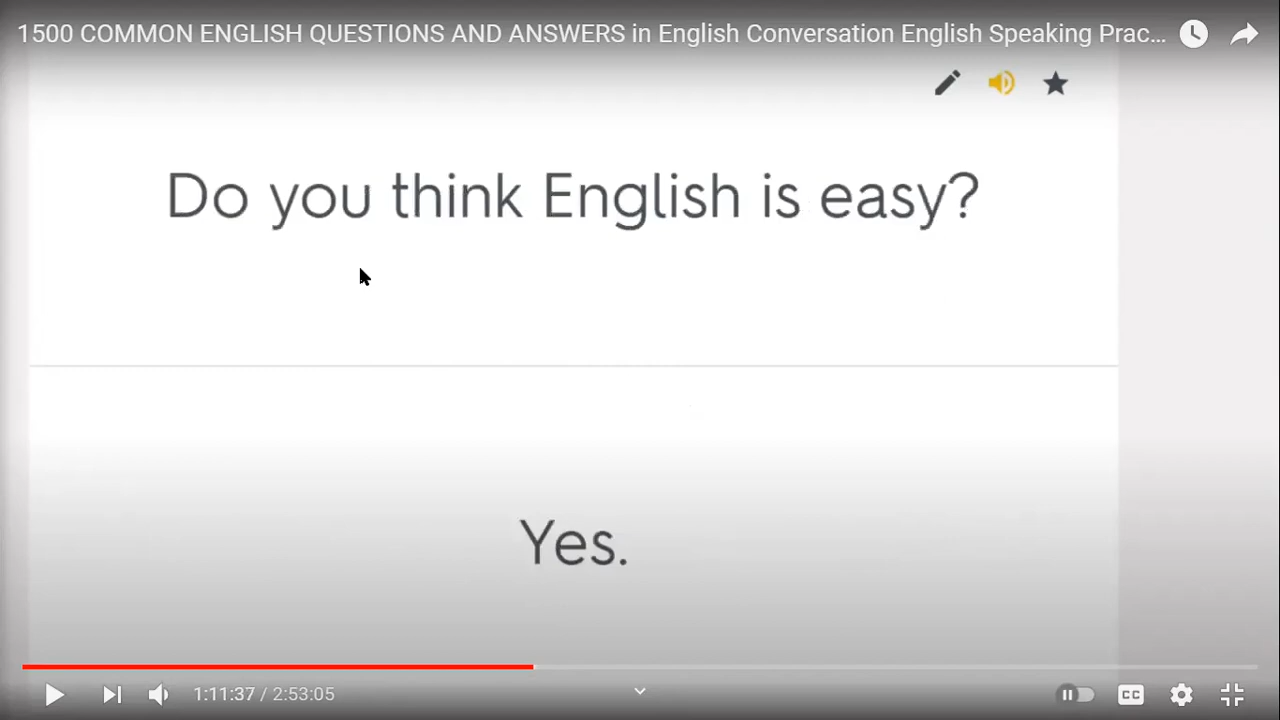 1500 COMMON ENGLISH QUESTIONS AND ANSWERS in English Conversation English Speaking Prac...
Do you think English is easy?
Yes.
1:11:37 / 2:53:05
CC